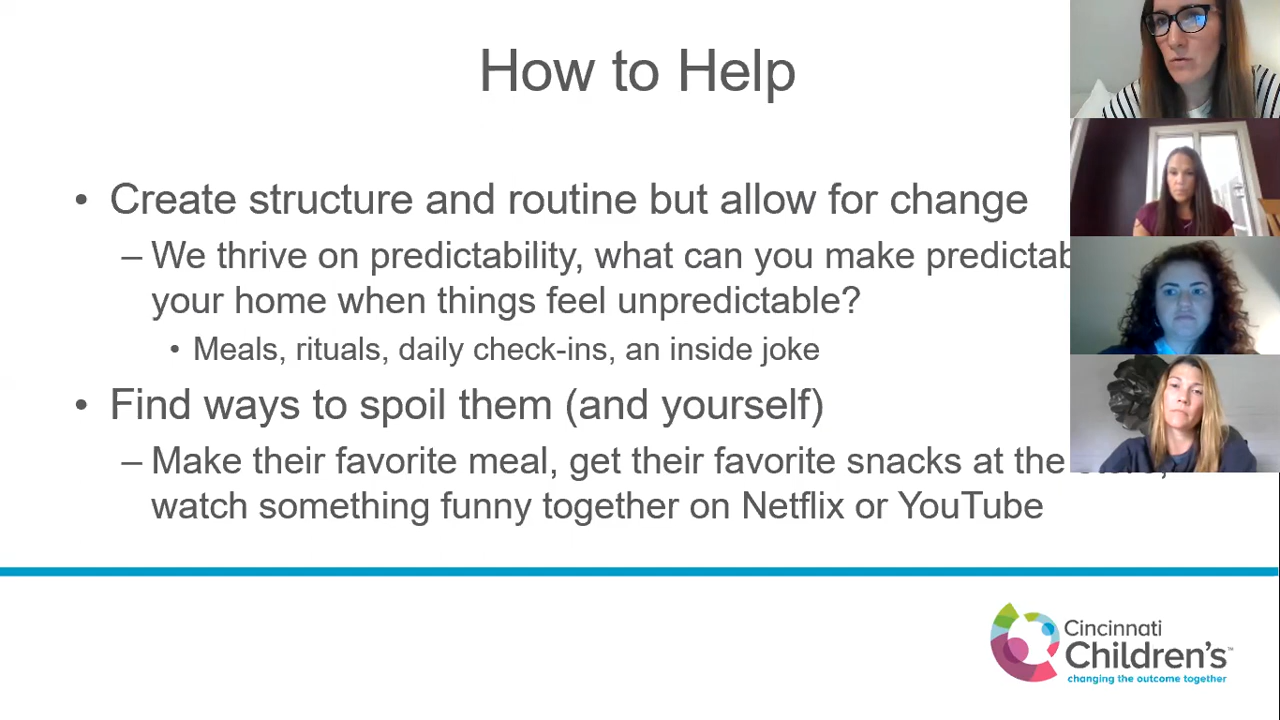 How to Help
• Create structure and routine but allow for change
– We thrive on predictability, what can you make predictab
your home when things feel unpredictable?
• Meals, rituals, daily check-ins, an inside joke
• Find ways to spoil them (and yourself)
– Make their favorite meal, get their favorite snacks at the
watch something funny together on Netflix or YouTube
Cincinnati
Children's™
changing the outcome together